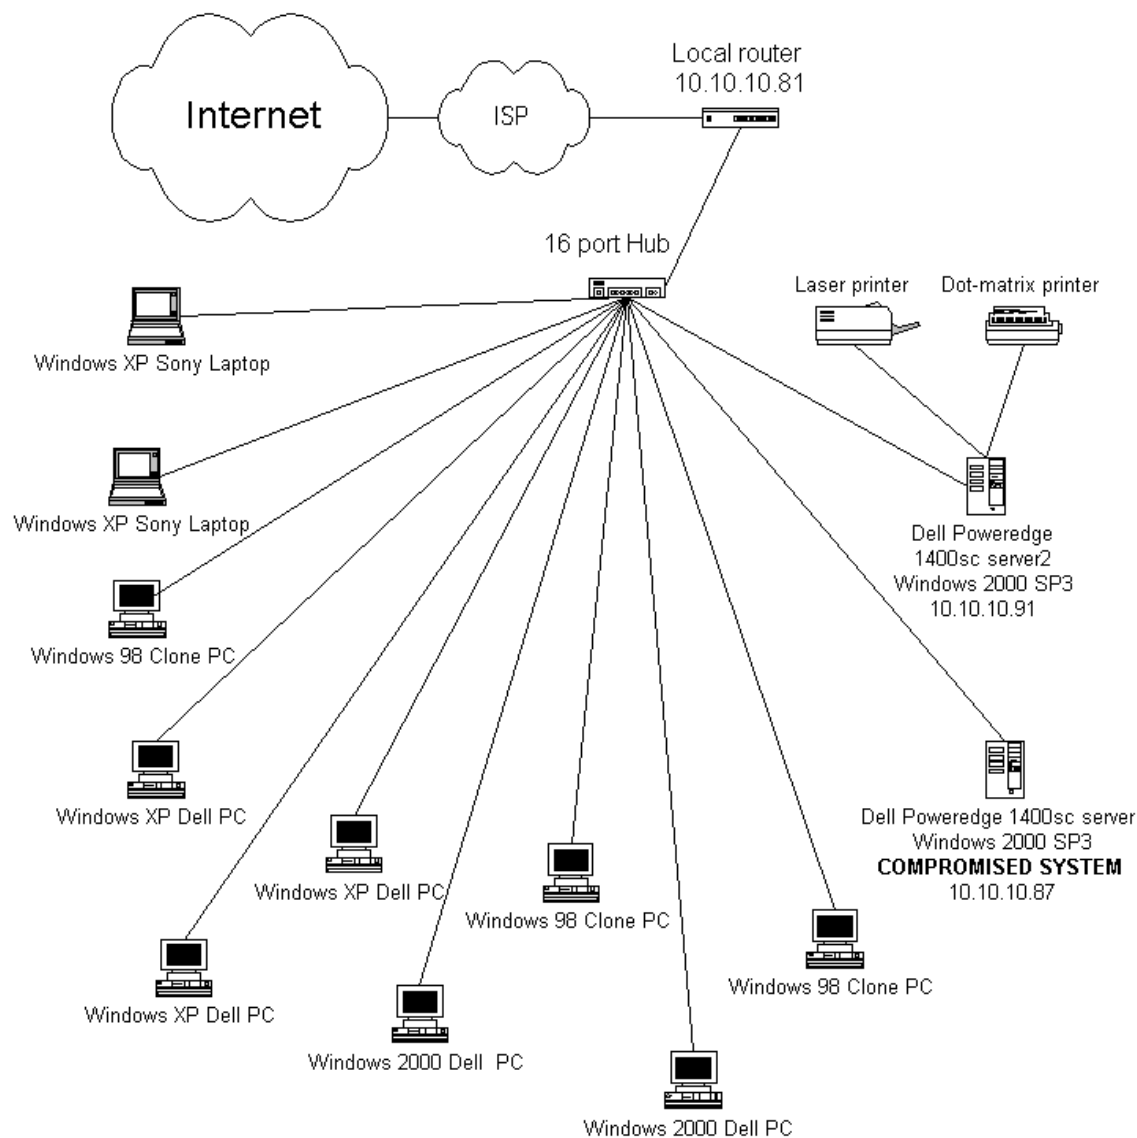 Local router
10.10.10.81
Internet
ISP
16 port Hub
Laser printer
Dot-matrix printer
Windows XP Sony Laptop
Windows XP Sony Laptop
Dell Poweredge
1400sc server2
Windows 2000 SP3
10.10.10.91
Windows 98 Clone PC
Windows XP Dell PC
Dell Poweredge 1400sc server
Windows 2000 SP3
COMPROMISED SYSTEM
10.10.10.87
Windows XP Dell PC
Windows 98 Clone PC
Windows 98 Clone PC
Windows XP Dell PC
Windows 2000 Dell  PC
Windows 2000 Dell PC